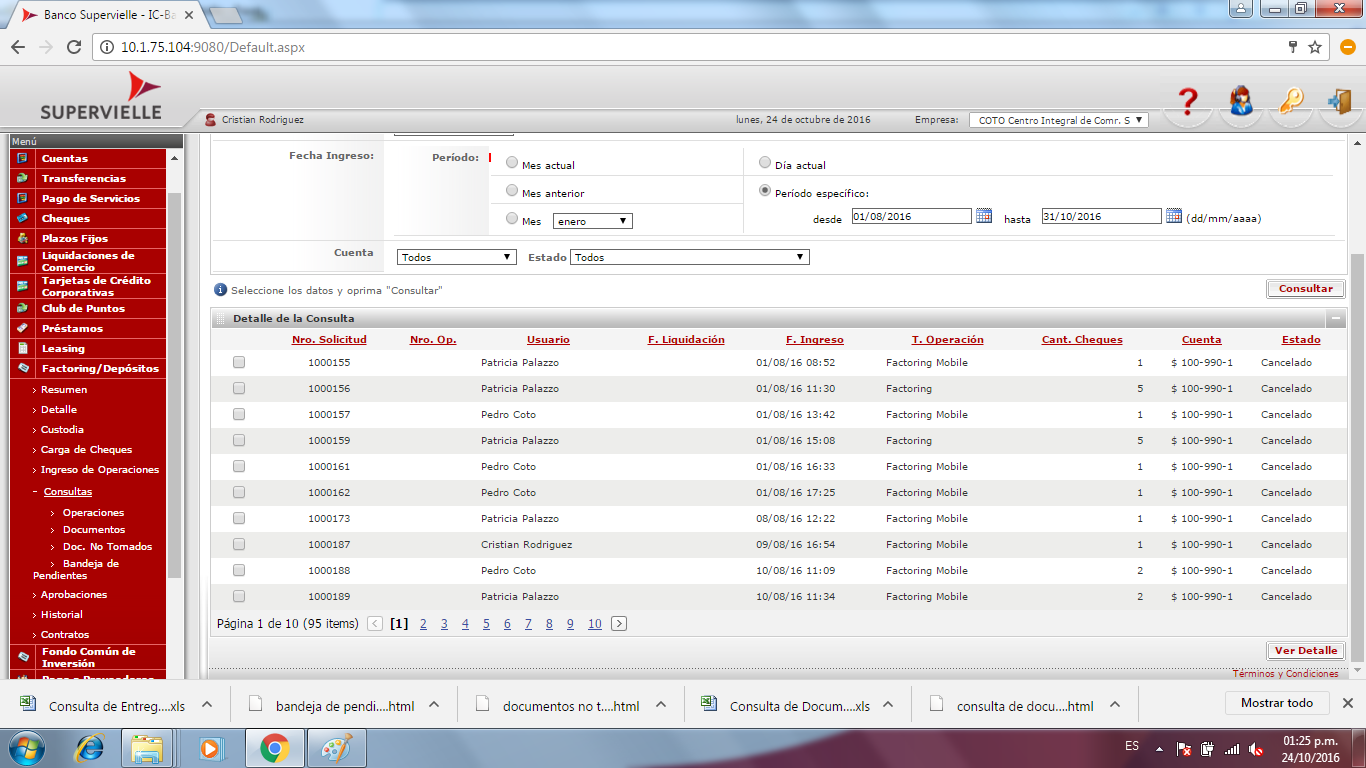 Banco Supervielle - IC-Ba
10.1.75.104:9080/Default.aspx
SUPERVIELLE
Cristian Rodriguez
lunes, 24 de octubre de 2016
Empresa:
COTO Centro Integral de Comr. S
Menú
Cuentas
Transferencias
Pago de Servicios
Cheques
Plazos Fijos
Liquidaciones de
Comercio
Tarjetas de Crédito
Corporativas
Club de Puntos
Préstamos
Leasing
Factoring/Depósitos
Resumen
Detalle
Custodia
Carga de Cheques
Ingreso de Operaciones
Consultas
Operaciones
Documentos
Doc. No Tomados
Bandeja de
Pendientes
Aprobaciones
Historial
Contratos
Fondo Común de
Inversión
Fecha Ingreso: Período: Mes actual Día actual
Mes anterior Período específico:
Mes enero desde 01/08/2016 hasta 31/10/2016 (dd/mm/aaaa)
Cuenta Todos Estado Todos
Seleccione los datos y oprima "Consultar" Consultar
Detalle de la Consulta
Nro. Solicitud Nro. Op. Usuario F. Liquidación F. Ingreso T. Operación Cant. Cheques Cuenta Estado
1000155 Patricia Palazzo 01/08/16 08:52 Factoring Mobile 1 $ 100-990-1 Cancelado
1000156 Patricia Palazzo 01/08/16 11:30 Factoring 5 $ 100-990-1 Cancelado
1000157 Pedro Coto 01/08/16 13:42 Factoring Mobile 1 $ 100-990-1 Cancelado
1000159 Patricia Palazzo 01/08/16 15:08 Factoring 5 $ 100-990-1 Cancelado
1000161 Pedro Coto 01/08/16 16:33 Factoring Mobile 1 $ 100-990-1 Cancelado
1000162 Pedro Coto 01/08/16 17:25 Factoring Mobile 1 $ 100-990-1 Cancelado
1000173 Patricia Palazzo 08/08/16 12:22 Factoring Mobile 1 $ 100-990-1 Cancelado
1000187 Cristian Rodriguez 09/08/16 16:54 Factoring Mobile 1 $ 100-990-1 Cancelado
1000188 Pedro Coto 10/08/16 11:09 Factoring Mobile 2 $ 100-990-1 Cancelado
1000189 Patricia Palazzo 10/08/16 11:34 Factoring Mobile 2 $ 100-990-1 Cancelado
Página 1 de 10 (95 items) [1] 2 3 4 5 6 7 8 9 10
Ver Detalle
Términos y Condiciones
Consulta de Entreg....xls
bandeja de pendi....html
documentos no t....html
Consulta de Docum....xls
consulta de docu....html
Mostrar todo
ES
01:25 p.m.
24/10/2016